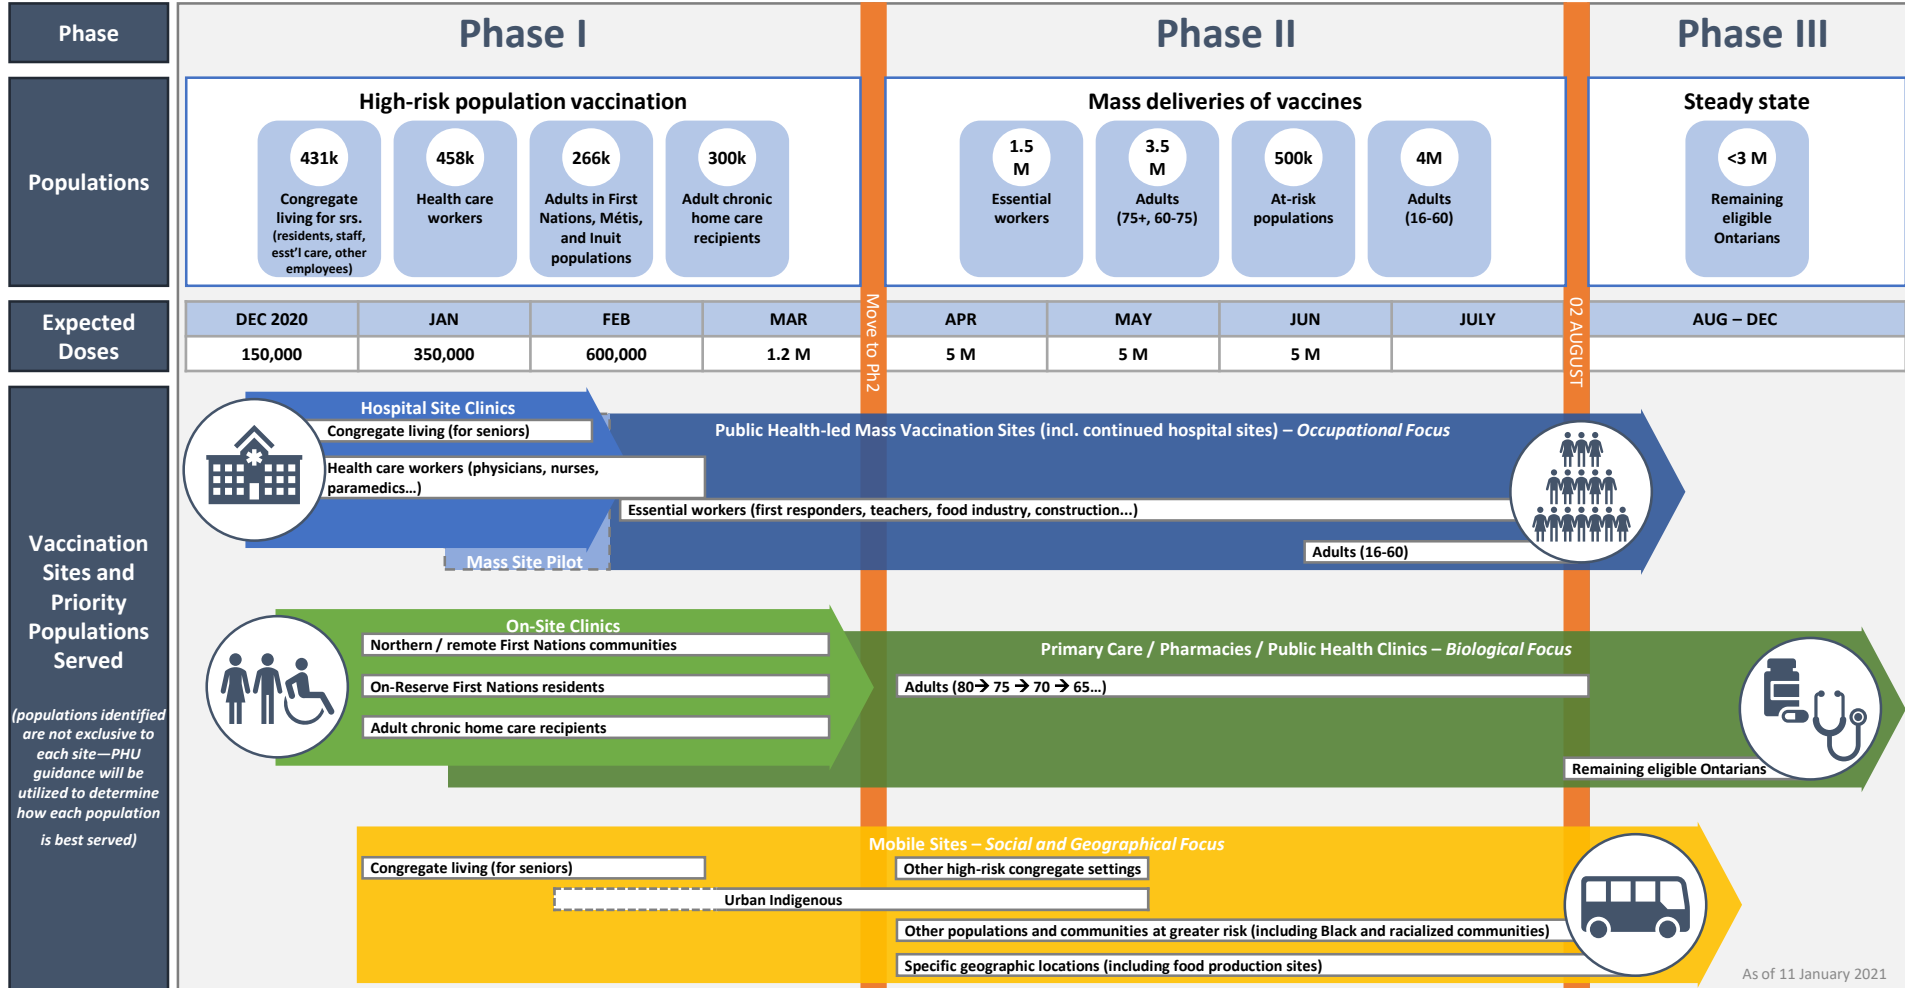 Phase
Phase I
Phase II
Phase III
Populations
High-risk population vaccination
431k
Congregate
living for srs.
(residents, staff,
esst'l care, other
employees)
458k
Health care
workers
266k
Adults in First
Nations, Métis,
and Inuit
populations
300k
Adult chronic
home care
recipients
Mass deliveries of vaccines
1.5
M
Essential
workers
3.5
M
Adults
(75+, 60-75)
500k
At-risk
populations
4M
Adults
(16-60)
Steady state
<3 M
Remaining
eligible
Ontarians
Expected
Doses
DEC 2020 JAN FEB MAR APR MAY JUN JULY AUG – DEC
150,000 350,000 600,000 1.2 M 5 M 5 M 5 M
Move to Ph2
02 AUGUST
Vaccination
Sites and
Priority
Populations
Served
(populations identified
are not exclusive to
each site—PHU
guidance will be
utilized to determine
how each population
is best served)
Hospital Site Clinics
Congregate living (for seniors)
Health care workers (physicians, nurses,
paramedics…)
Mass Site Pilot
Public Health-led Mass Vaccination Sites (incl. continued hospital sites) – Occupational Focus
Essential workers (first responders, teachers, food industry, construction...)
Adults (16-60)
On-Site Clinics
Northern / remote First Nations communities
On-Reserve First Nations residents
Adult chronic home care recipients
Primary Care / Pharmacies / Public Health Clinics – Biological Focus
Adults (80→ 75 → 70 → 65…)
Remaining eligible Ontarians
Mobile Sites – Social and Geographical Focus
Congregate living (for seniors)
Other high-risk congregate settings
Urban Indigenous
Other populations and communities at greater risk (including Black and racialized communities)
Specific geographic locations (including food production sites)
As of 11 January 2021